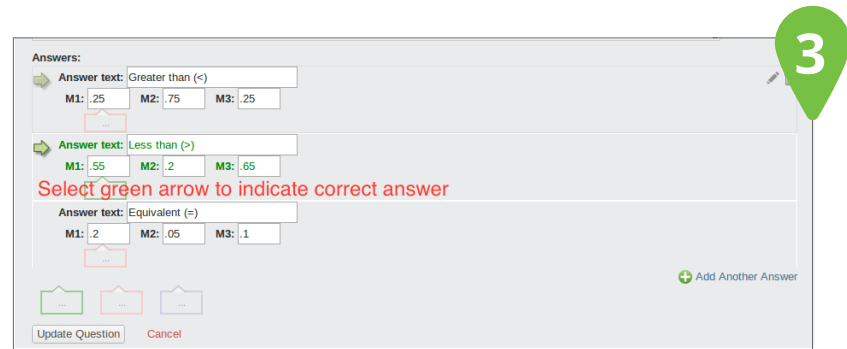 3
Answers:
Answer text: Greater than (<)
M1: .25 M2: .75 M3: .25
...
Answer text: Less than (>)
M1: .55 M2: .2 M3: .65
Select green arrow to indicate correct answer
Answer text: Equivalent (=)
M1: .2 M2: .05 M3: .1
...
Add Another Answer
... ... ...
Update Question Cancel